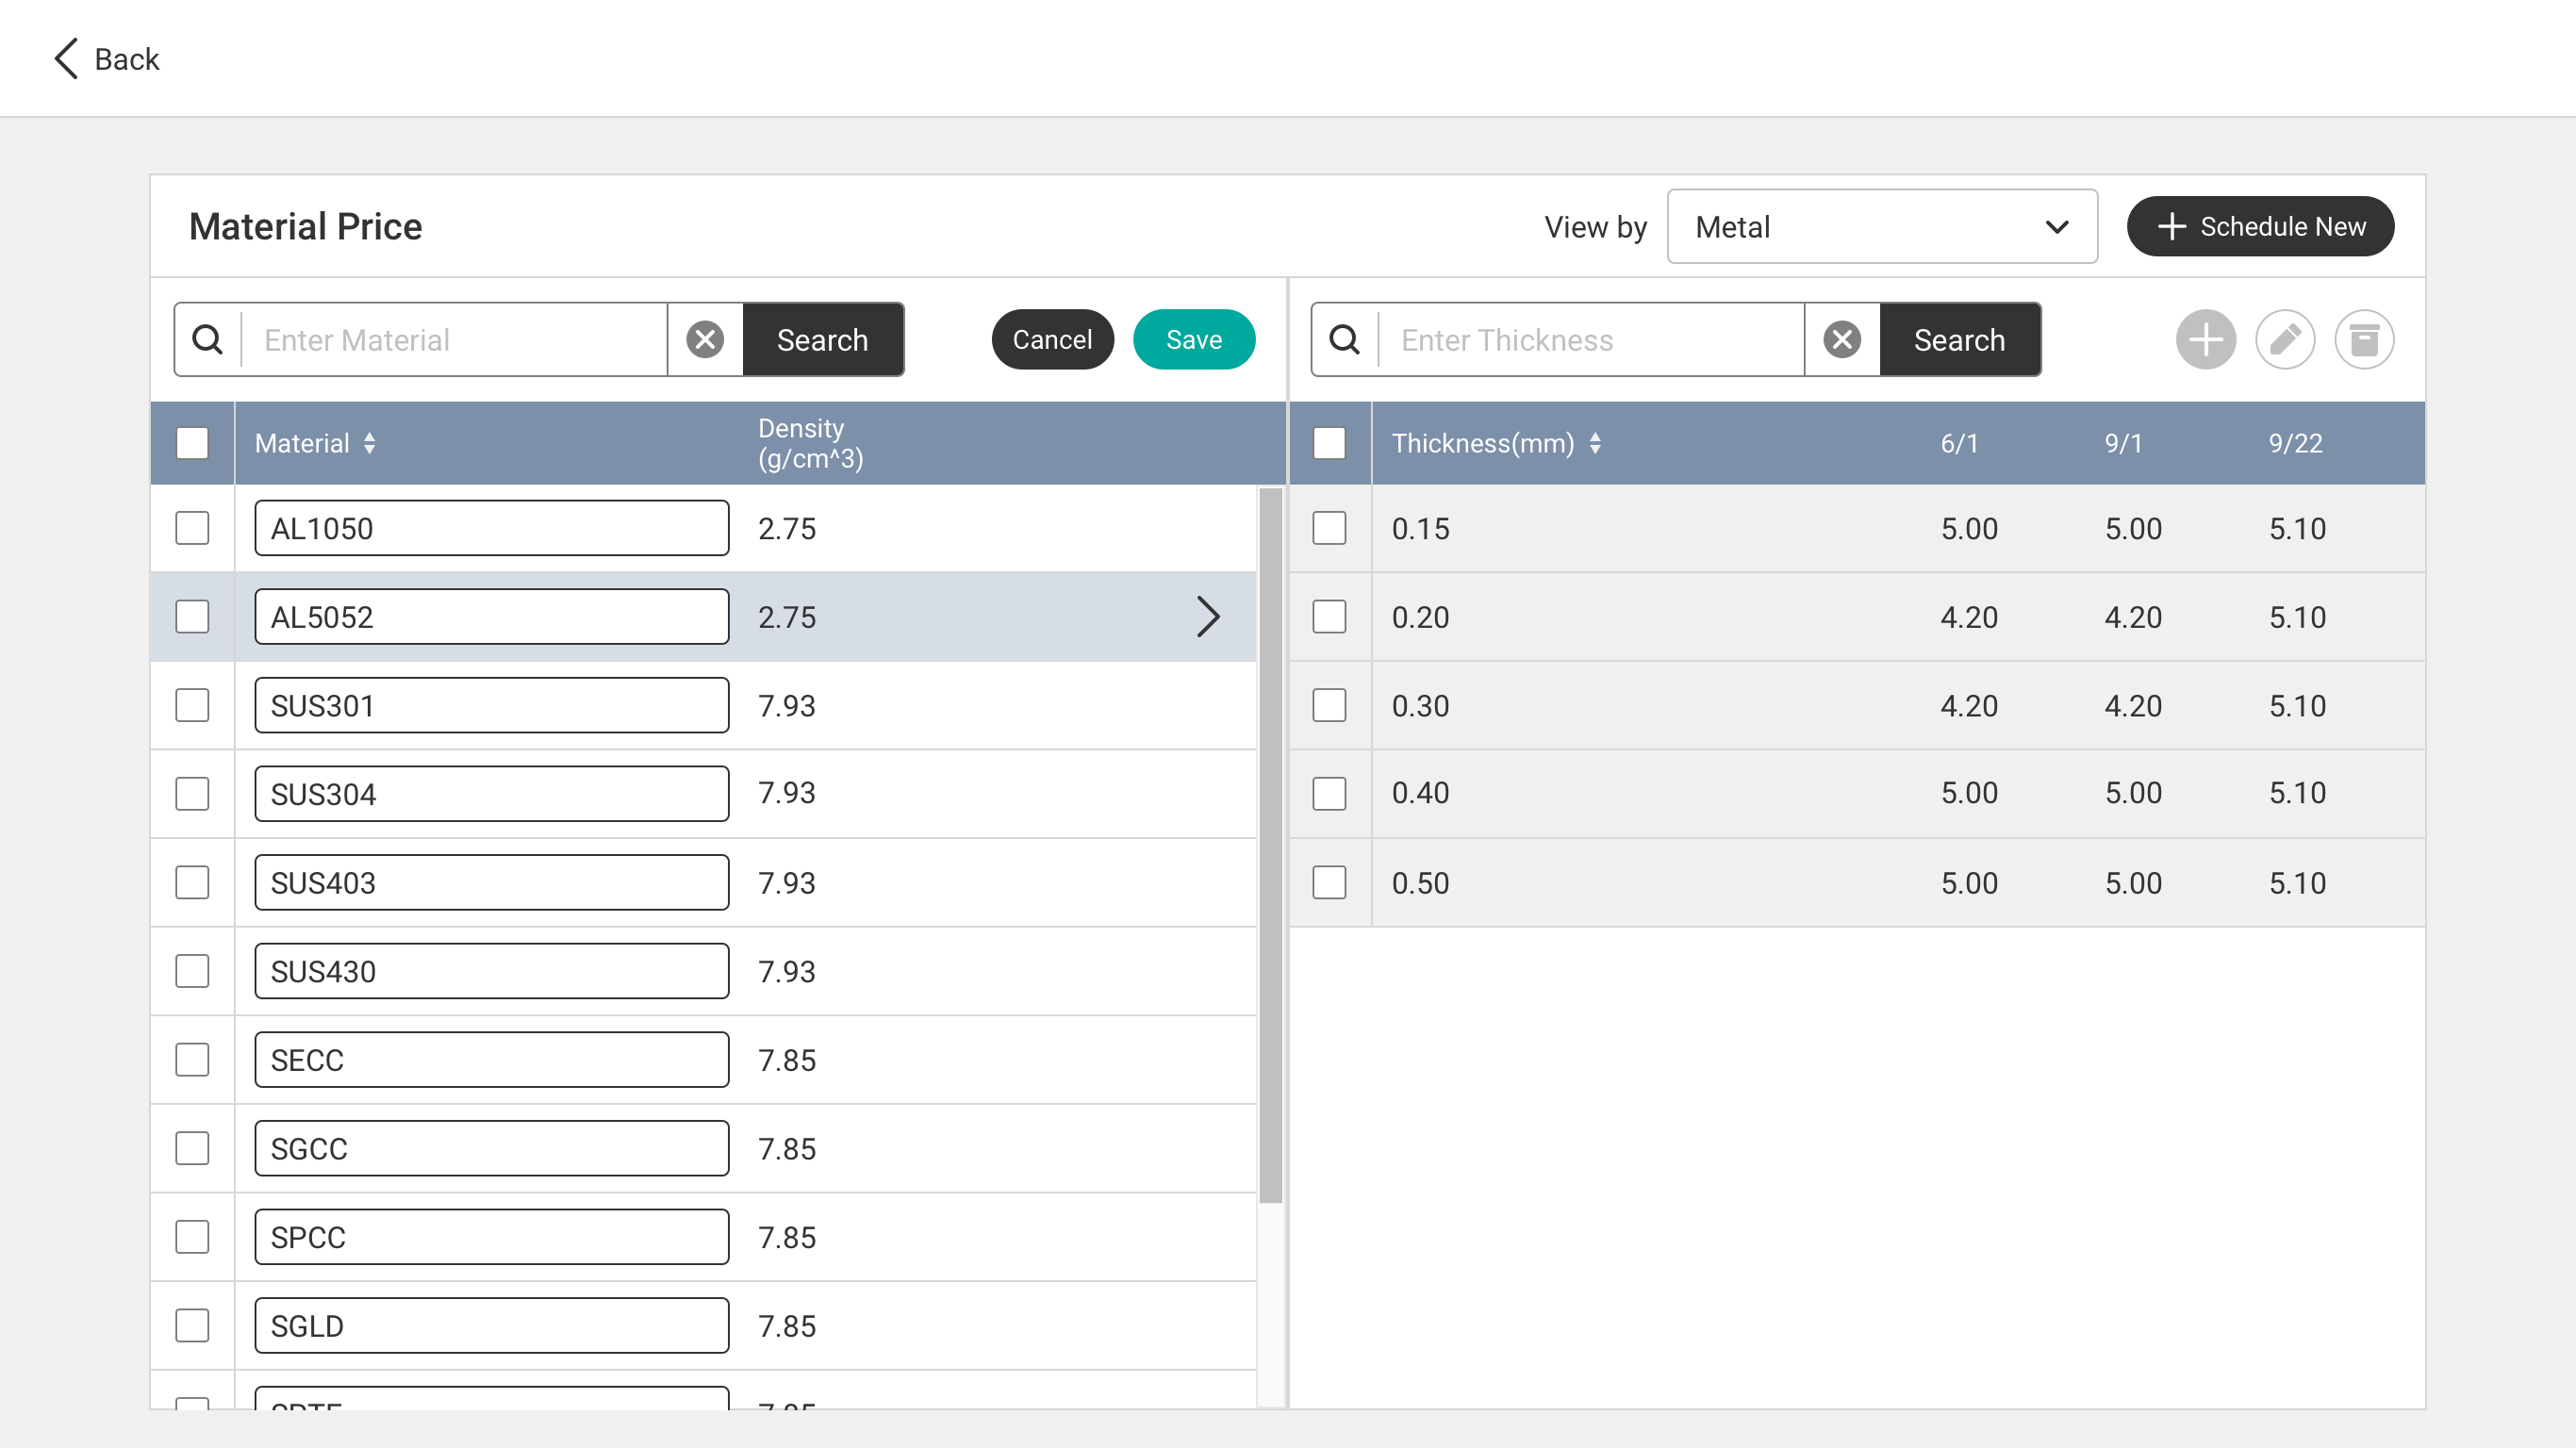 Back
Material Price
View by
Metal
Schedule New
Enter Material
Search
Cancel
Save
Enter Thickness
Search
Material
Density
(g/cm^3)
Thickness(mm)
6/1
9/1
9/22
AL1050
2.75
0.15
5.00
5.00
5.10
AL5052
2.75
0.20
4.20
4.20
5.10
SUS301
7.93
0.30
4.20
4.20
5.10
SUS304
7.93
0.40
5.00
5.00
5.10
SUS403
7.93
0.50
5.00
5.00
5.10
SUS430
7.93
SECC
7.85
SGCC
7.85
SPCC
7.85
SGLD
7.85